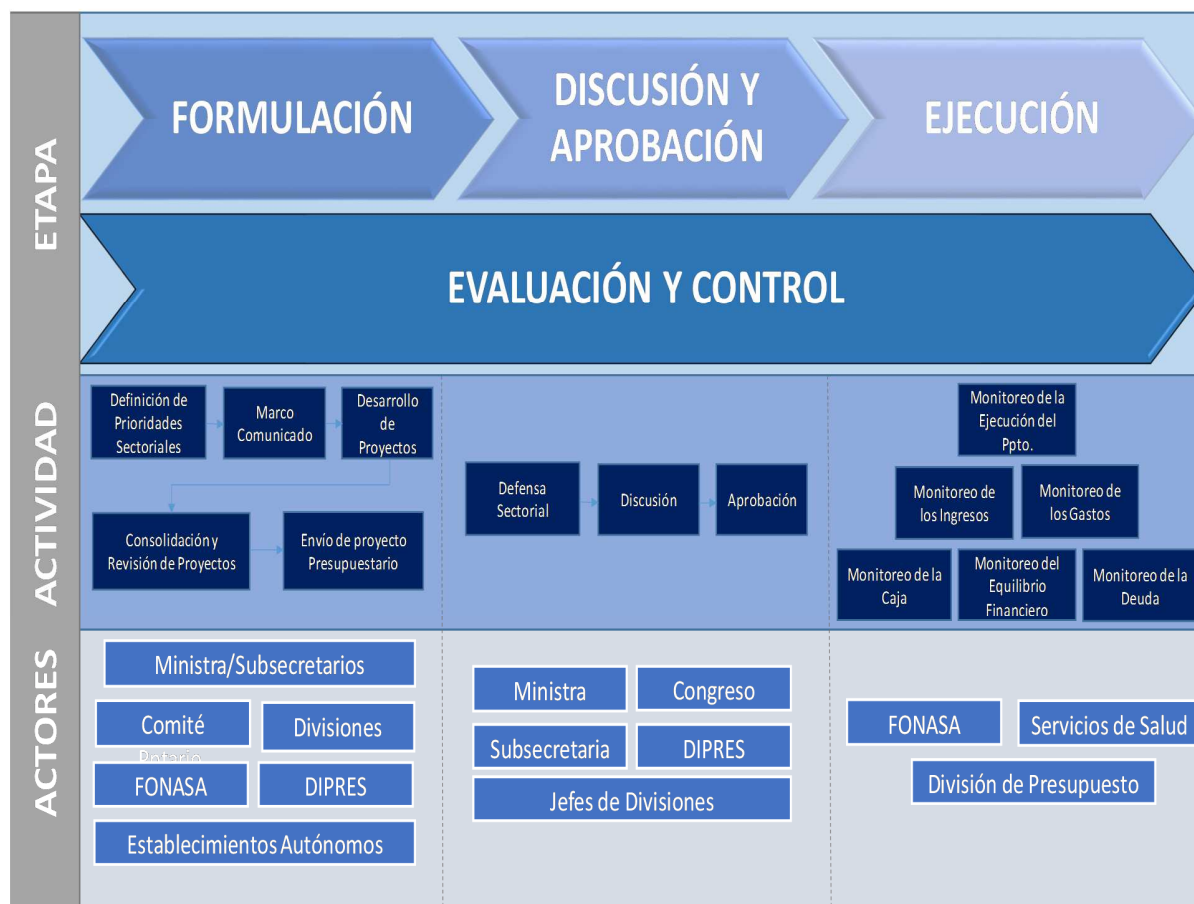 ETAPA
FORMULACIÓN
DISCUSIÓN Y
APROBACIÓN
EJECUCIÓN
EVALUACIÓN Y CONTROL
ACTIVIDAD
Definición de
Prioridades
Sectoriales
Marco
Comunicado
Desarrollo
de
Proyectos
Consolidación y
Revisión de Proyectos
Envío de proyecto
Presupuestario
Defensa
Sectorial
Discusión
Aprobación
Monitoreo de la
Ejecución del
Ppto.
Monitoreo de
los Ingresos
Monitoreo de
los Gastos
Monitoreo de la
Caja
Monitoreo del
Equilibrio
Financiero
Monitoreo de la
Deuda
ACTORES
Ministra/Subsecretarios
Comité
Divisiones
FONASA
DIPRES
Establecimientos Autónomos
Ministra
Congreso
Subsecretaria
DIPRES
Jefes de Divisiones
FONASA
Servicios de Salud
División de Presupuesto